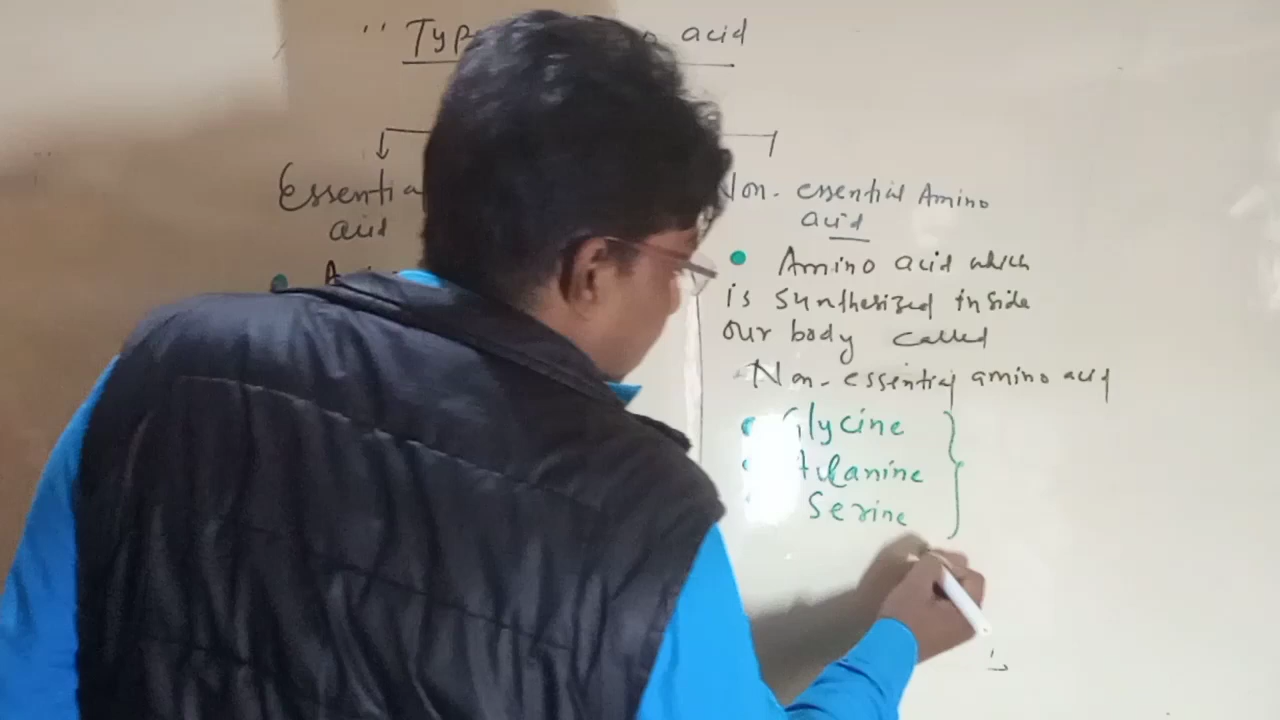 " Typ acid
Essentia
acid
Non- essential Amino
acid
Amino acid which
is synthesized inside
our body called
Non-essential amino acid
Glycine
Alanine
Serine